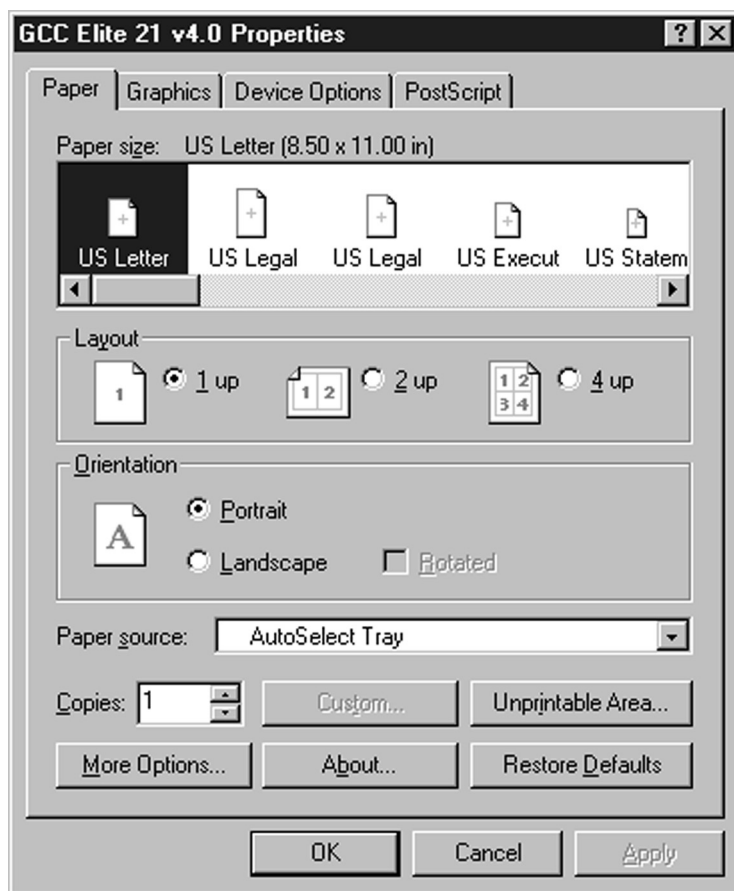 GCC Elite 21 v4.0 Properties
Paper Graphics Device Options PostScript
Paper size: US Letter (8.50 x 11.00 in)
US Letter US Legal US Legal US Execut US Statem
Layout
1 1 up 1 2 2 up 1 2 3 4 4 up
Orientation
A Portrait
Landscape Rotated
Paper source: AutoSelect Tray
Copies: 1 Custom... Unprintable Area...
More Options... About... Restore Defaults
OK Cancel Apply